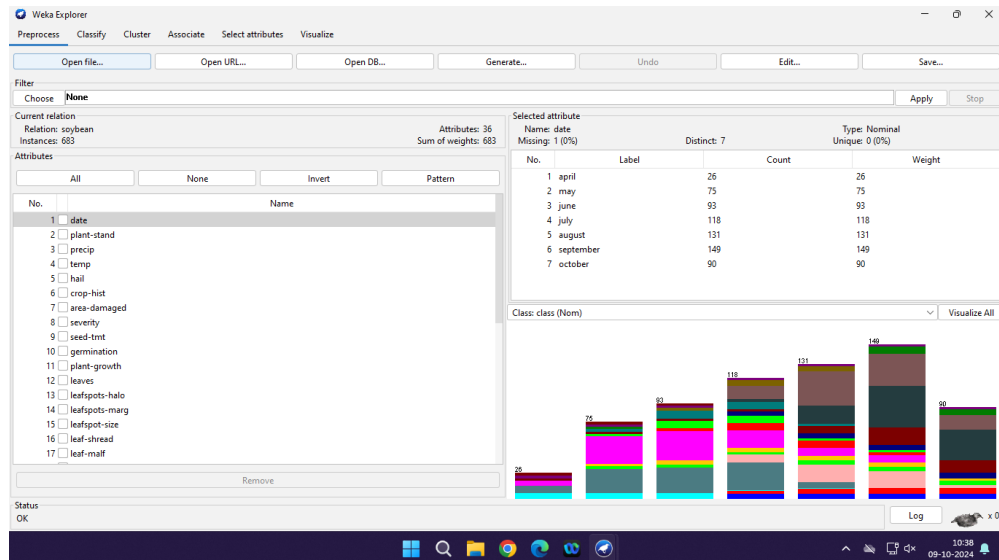 Weka Explorer
Preprocess Classify Cluster Associate Select attributes Visualize
Open file... Open URL... Open DB... Generate... Undo Edit... Save...
Filter
Choose None Apply Stop
Current relation
Relation: soybean Attributes: 36
Instances: 683 Sum of weights: 683
Attributes
All None Invert Pattern
No. Name
1 date
2 plant-stand
3 precip
4 temp
5 hail
6 crop-hist
7 area-damaged
8 severity
9 seed-tmt
10 germination
11 plant-growth
12 leaves
13 leafspots-halo
14 leafspots-marg
15 leafspot-size
16 leaf-shread
17 leaf-malf
Remove
Selected attribute
Name: date Type: Nominal
Missing: 1 (0%) Distinct: 7 Unique: 0 (0%)
No. Label Count Weight
1 april 26 26
2 may 75 75
3 june 93 93
4 july 118 118
5 august 131 131
6 september 149 149
7 october 90 90
Class: class (Nom) Visualize All
26 75 93 118 131 149 90
Status
OK Log x 0
10:38
09-10-2024